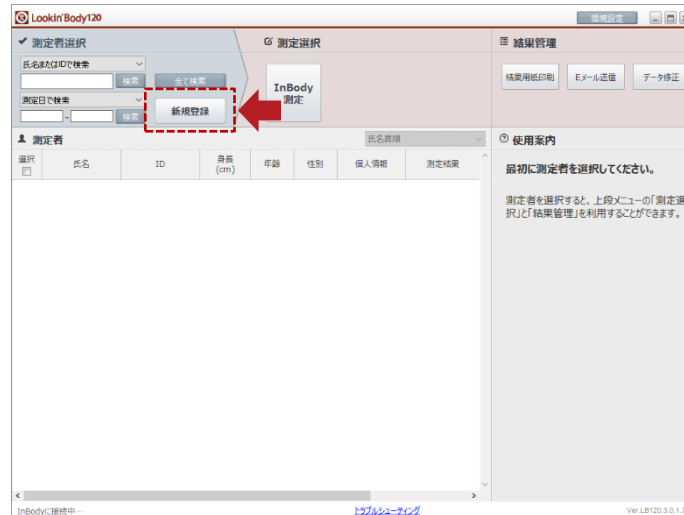 Lookin'Body120
環境設定
測定者選択
測定選択
結果管理
氏名またはIDで検索
検索
全て検索
測定日で検索
-
検索
新規登録
InBody
測定
結果用紙印刷
Eメール送信
データ修正
測定者
氏名昇順
使用案内
選択
氏名
ID
身長
(cm)
年齢
性別
個人情報
測定結果
最初に測定者を選択してください。
測定者を選択すると、上段メニューの「測定選
択」と「結果管理」を利用することができます。
InBodyに接続中…
トラブルシューティング
Ver.LB120.3.0.1.7